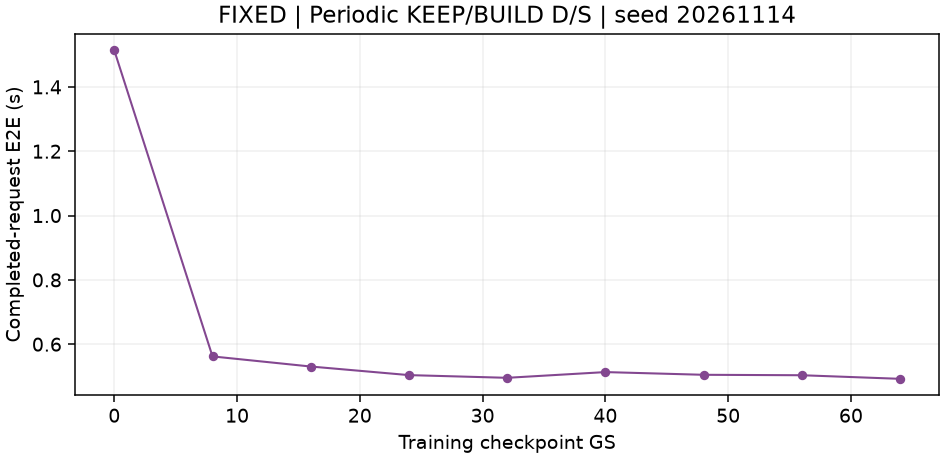 FIXED | Periodic KEEP/BUILD D/S | seed 20261114
Completed-request E2E (s)
1.4
1.2
1.0
0.8
0.6
0 10 20 30 40 50 60
Training checkpoint GS